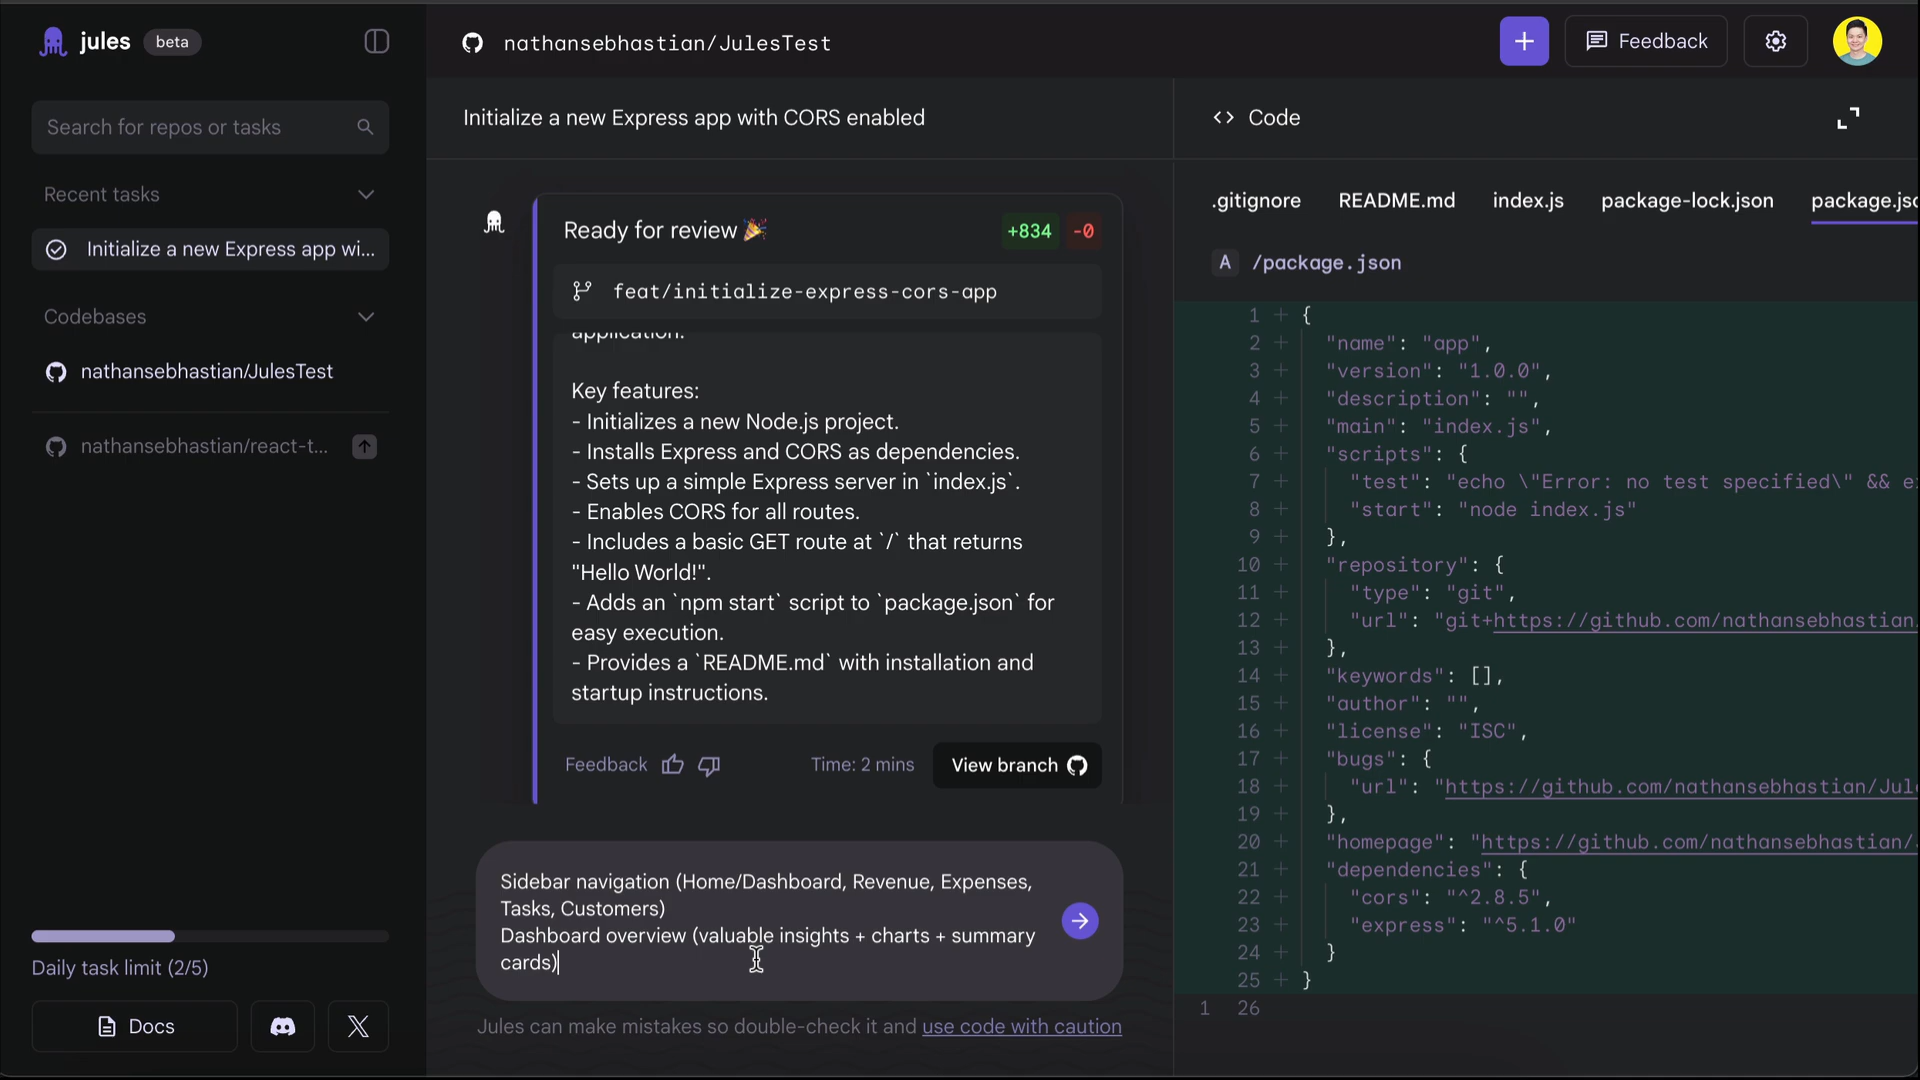 jules beta
nathansebhastian/JulesTest
Feedback
Search for repos or tasks
Recent tasks
Initialize a new Express app wi...
Codebases
nathansebhastian/JulesTest
nathansebhastian/react-t...
Daily task limit (2/5)
Docs
Initialize a new Express app with CORS enabled
Ready for review 🎉 +834 -0
feat/initialize-express-cors-app
application.
Key features:
- Initializes a new Node.js project.
- Installs Express and CORS as dependencies.
- Sets up a simple Express server in `index.js`.
- Enables CORS for all routes.
- Includes a basic GET route at `/` that returns
"Hello World!".
- Adds an `npm start` script to `package.json` for
easy execution.
- Provides a `README.md` with installation and
startup instructions.
Feedback Time: 2 mins View branch
Sidebar navigation (Home/Dashboard, Revenue, Expenses,
Tasks, Customers)
Dashboard overview (valuable insights + charts + summary
cards)
Jules can make mistakes so double-check it and use code with caution
<> Code
.gitignore README.md index.js package-lock.json package.jso
A /package.json
1 + {
2 + "name": "app",
3 + "version": "1.0.0",
4 + "description": "",
5 + "main": "index.js",
6 + "scripts": {
7 + "test": "echo \"Error: no test specified\" && e
8 + "start": "node index.js"
9 + },
10 + "repository": {
11 + "type": "git",
12 + "url": "git+https://github.com/nathansebhastian
13 + },
14 + "keywords": [],
15 + "author": "",
16 + "license": "ISC",
17 + "bugs": {
18 + "url": "https://github.com/nathansebhastian/Jul
19 + },
20 + "homepage": "https://github.com/nathansebhastian/
21 + "dependencies": {
22 + "cors": "^2.8.5",
23 + "express": "^5.1.0"
24 + }
25 + }
1 26